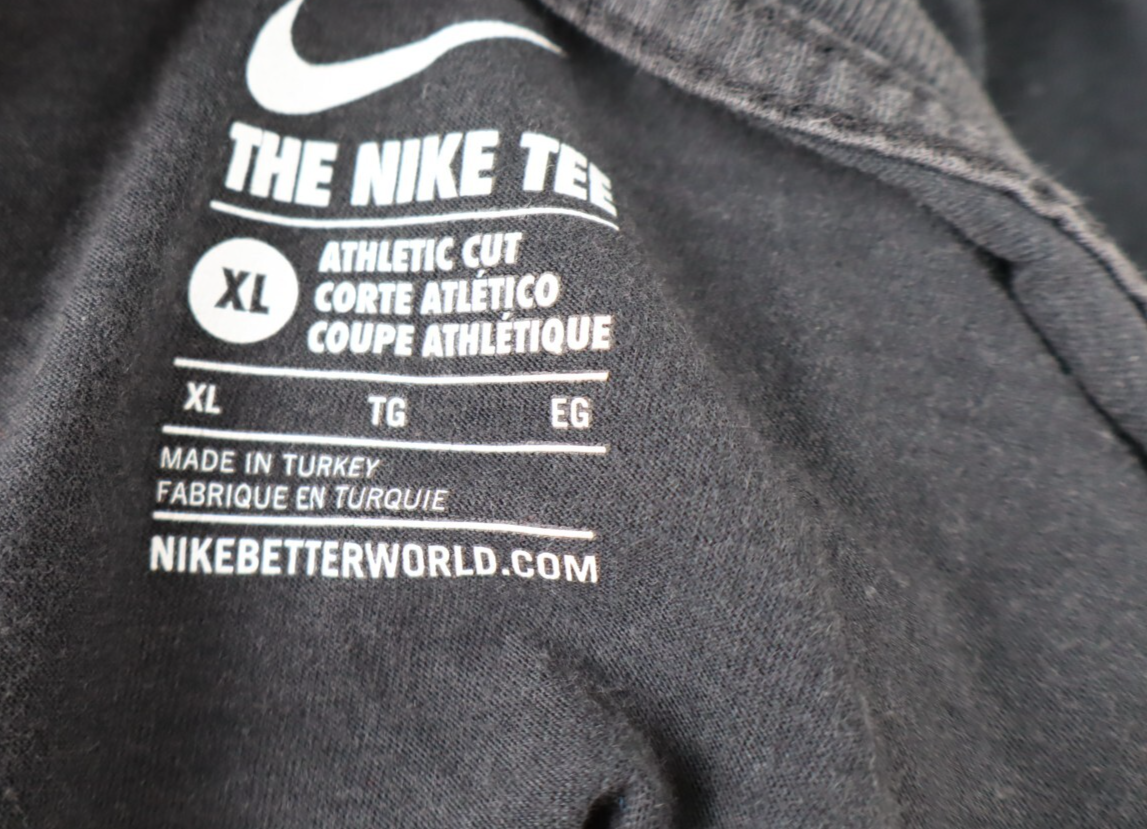 THE NIKE TEE
XL
ATHLETIC CUT
CORTE ATLÉTICO
COUPE ATHLÉTIQUE
XL TG EG
MADE IN TURKEY
FABRIQUE EN TURQUIE
NIKEBETTERWORLD.COM